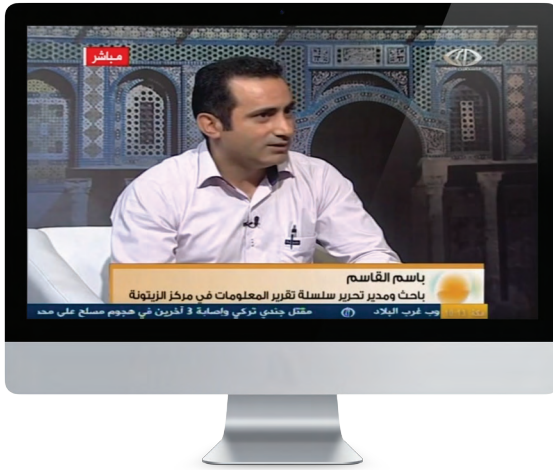 مباشر
باسم القاسم
باحث ومدير تحرير سلسلة تقرير المعلومات في مركز الزيتونة
وب غرب البلاد مقتل جندي تركي وإصابة 3 آخرين في هجوم مسلح على